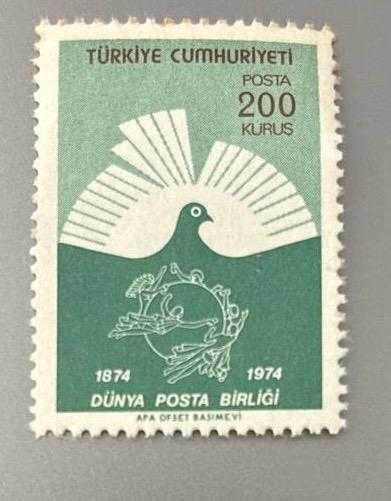 TÜRKİYE CUMHURİYETİ
POSTA
200
KURUŞ
1874 1974
DÜNYA POSTA BİRLİĞİ
APA OFSET BASIMEVİ